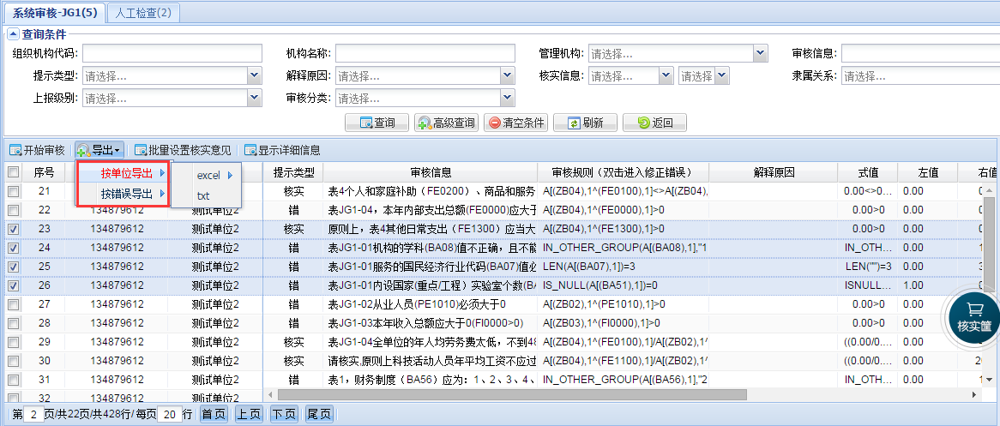 系统审核-JG1(5) 人工检查(2)
查询条件
组织机构代码: 机构名称: 管理机构: 请选择... 审核信息:
提示类型: 请选择... 解释原因: 请选择... 核实信息: 请选择... 请选择... 隶属关系: 请选择...
上报级别: 请选择... 审核分类: 请选择...
查询 高级查询 清空条件 刷新 返回
开始审核 导出 批量设置核实意见 显示详细信息
序号 提示类型 审核信息 审核规则（双击进入修正错误） 解释原因 式值 左值 右值
按单位导出 excel
按错误导出 txt
21 核实 表4个人和家庭补助（FE0200）、商品和服务 A[(ZB04),1^(FE0100),1]<>A[(ZB04), 0.00<>0... 0.00
22 134879612 测试单位2 错 表JG1-04，本年内部支出总额(FE0000)应大于 A[(ZB04),1^(FE0000),1]>0 0.00>0 0.00
23 134879612 测试单位2 核实 原则上，表4其他日常支出（FE1300）应当大 A[(ZB04),1^(FE1300),1]>0 0.00>0 0.00
24 134879612 测试单位2 错 表JG1-01机构的学科(BA08)值不正确，且不能 IN_OTHER_GROUP(A[(BA08),1],"1 IN_OTH... 0.00
25 134879612 测试单位2 错 表JG1-01服务的国民经济行业代码(BA07)值必 LEN(A[(BA07),1])=3 LEN("")=3 0.00
26 134879612 测试单位2 错 表JG1-01内设国家(重点/工程）实验室个数(BA IS_NULL(A[(BA51),1])=0 ISNULL... 1.00
27 134879612 测试单位2 错 表JG1-02从业人员(PE1010)必须大于0 A[(ZB02),1^(PE1010),1]>0 0.00>0 0.00
28 134879612 测试单位2 错 表JG1-03本年收入总额应大于0(FI0000>0) A[(ZB03),1^(FI0000),1]>0 0.00>0 0.00
29 134879612 测试单位2 核实 表JG1-04全单位的年人均劳务费太低，不到48 A[(ZB04),1^(FE0100),1]/A[(ZB02),1^ ((0.00/0.... 0.00
30 134879612 测试单位2 核实 请核实,原则上科技活动人员年平均工资不应过 A[(ZB04),1^(FE1100),1]/A[(ZB02),1^ ((0.00/0.... 0.00
31 134879612 测试单位2 错 表1，财务制度（BA56）应为：1、2、3、4、 IN_OTHER_GROUP(A[(BA56),1],"2 IN_OTH... 0.00
32 134879612 测试单位2
核实筐
第 2 页/共22页/共428行/每页 20 行 首页 上页 下页 尾页